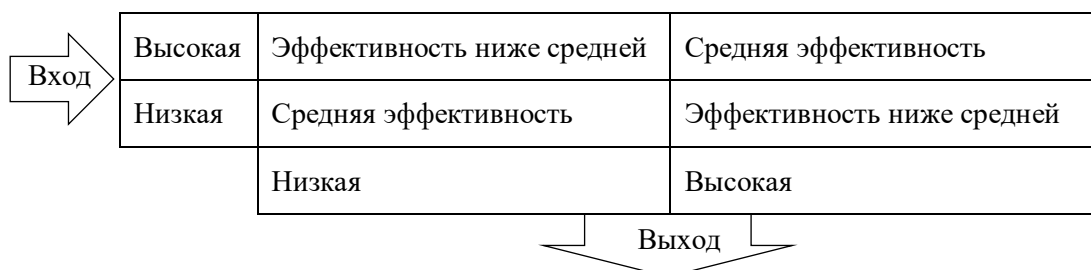 Вход
Высокая Эффективность ниже средней Средняя эффективность
Низкая Средняя эффективность Эффективность ниже средней
Низкая Высокая
Выход